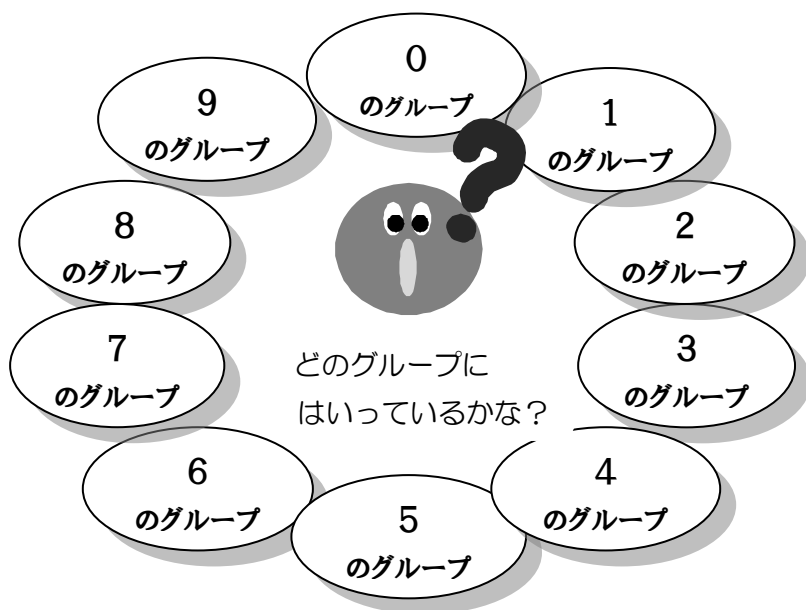 0
のグループ
1
のグループ
2
のグループ
3
のグループ
4
のグループ
5
のグループ
6
のグループ
7
のグループ
8
のグループ
9
のグループ
?
どのグループに
はいっているかな？